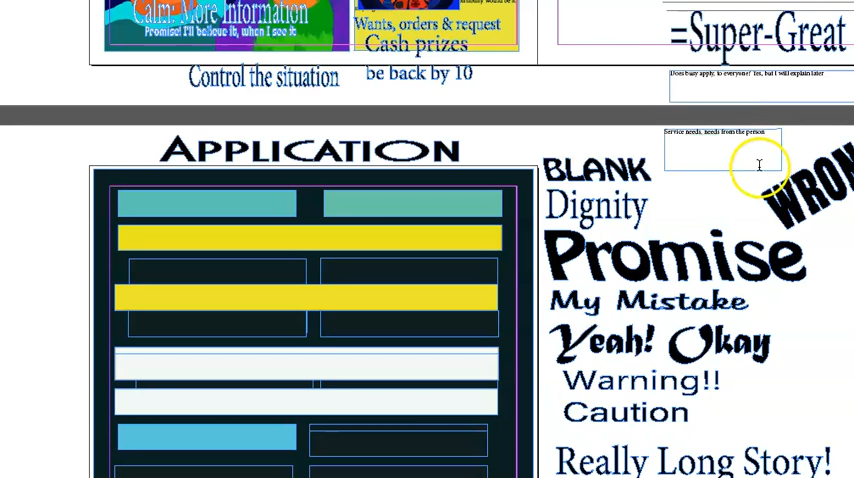 Calm: More Information
Promise! I'll believe it, when I see it
Wants, orders & request
Cash prizes
Control the situation
be back by 10
=Super-Great
Does busy apply, to everyone? Yes, but I will explain later
Service needs, needs from the person
APPLICATION
BLANK
Dignity
WRON
Promise
My Mistake
Yeah! Okay
Warning!!
Caution
Really Long Story!